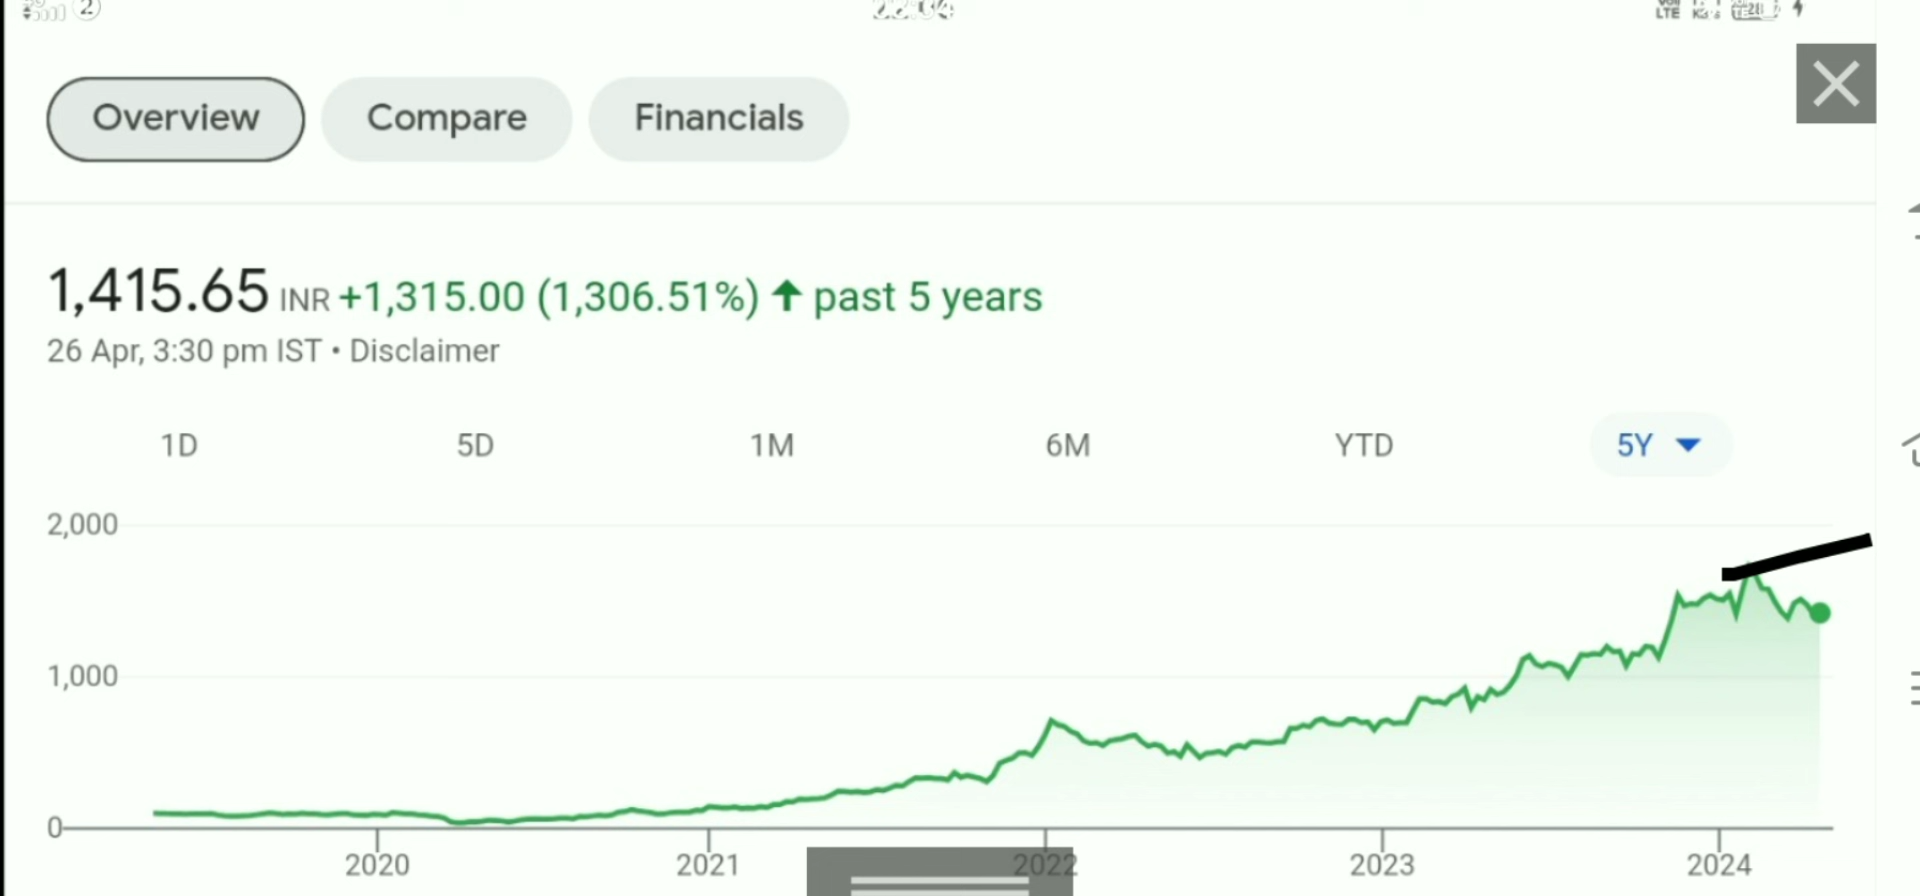 2
LTE
Overview Compare Financials
1,415.65 INR +1,315.00 (1,306.51%) ↑ past 5 years
26 Apr, 3:30 pm IST • Disclaimer
1D 5D 1M 6M YTD 5Y
2,000
1,000
0
2020 2021 2022 2023 2024